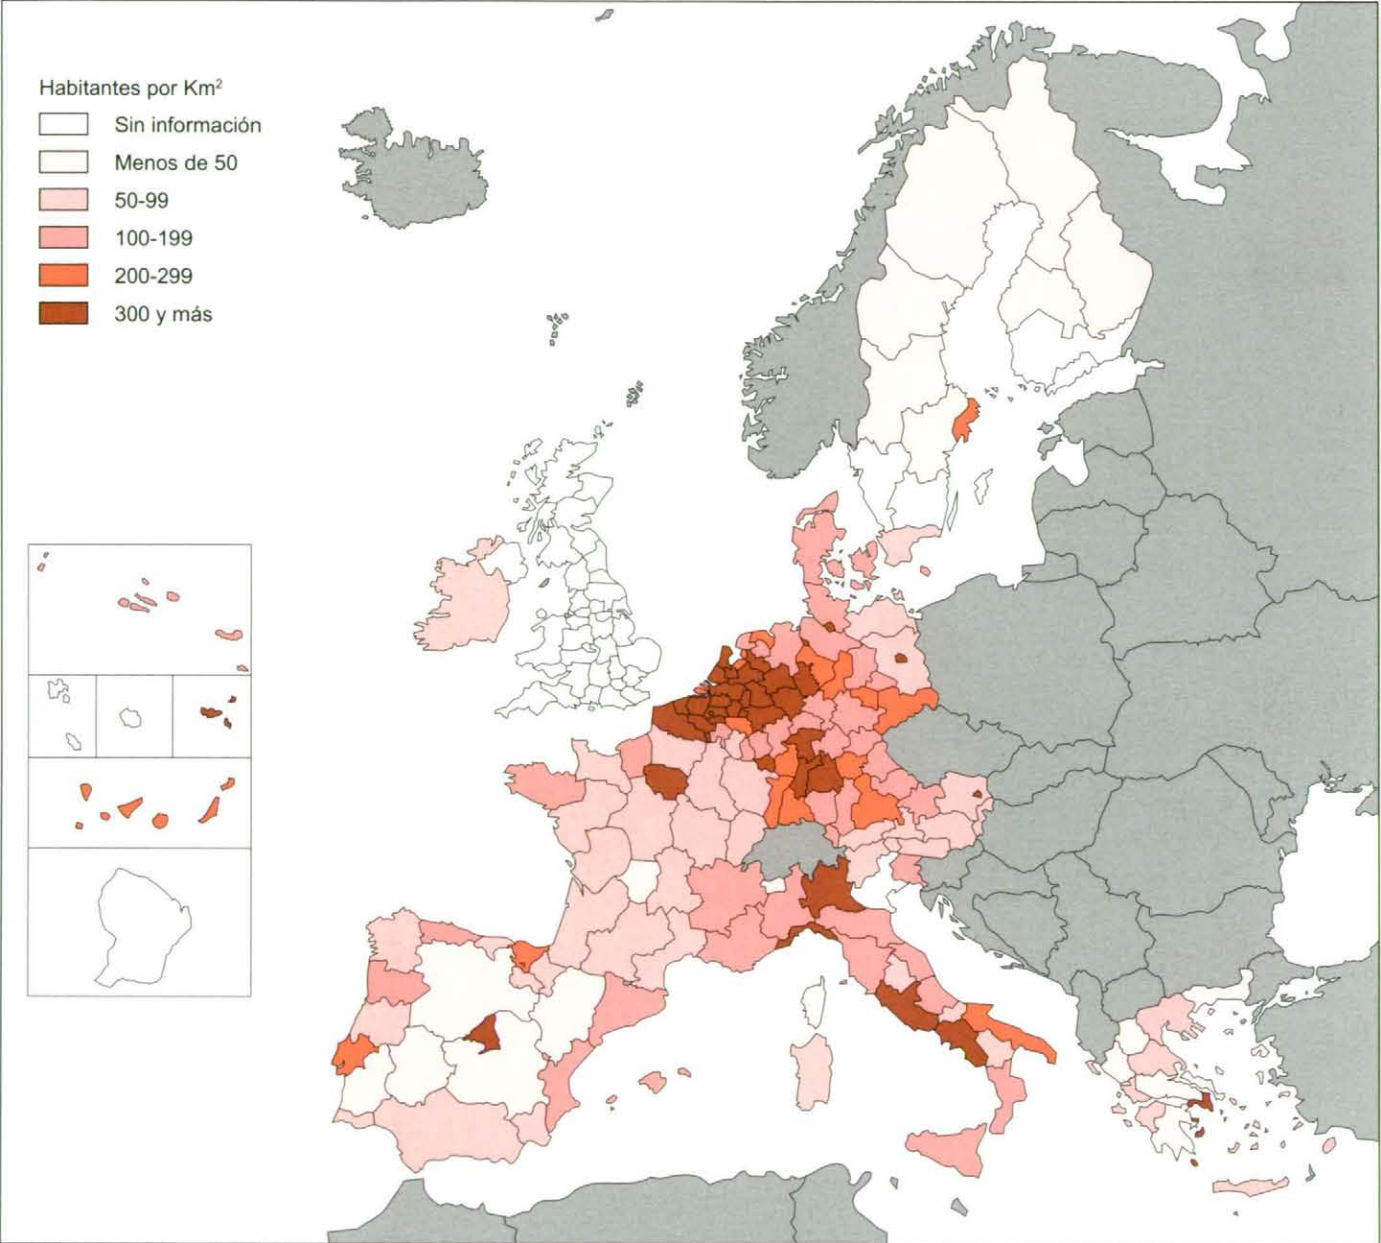 Habitantes por Km²
Sin información
Menos de 50
50-99
100-199
200-299
300 y más